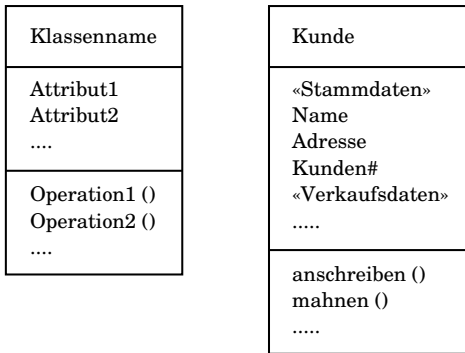 Klassenname
Attribut1
Attribut2
....
Operation1 ()
Operation2 ()
....
Kunde
«Stammdaten»
Name
Adresse
Kunden#
«Verkaufsdaten»
.....
anschreiben ()
mahnen ()
.....